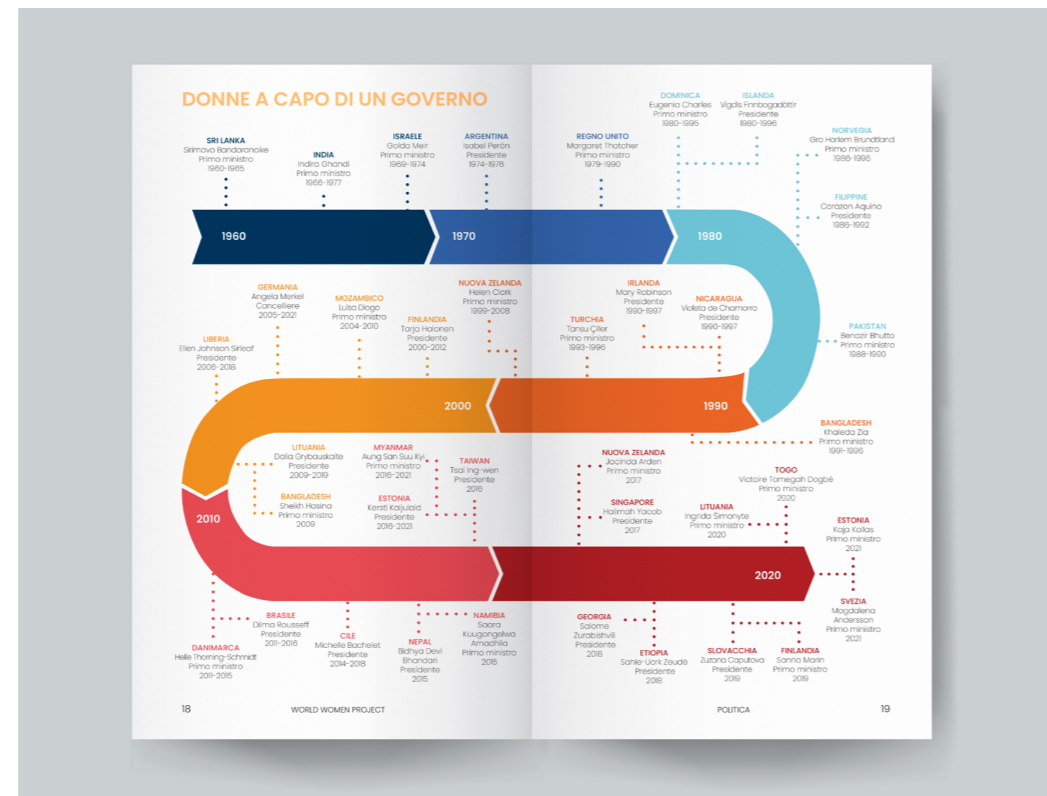 DONNE A CAPO DI UN GOVERNO
SRI LANKA
Sirimavo Bandaranaike
Primo ministro
1960-1965
INDIA
Indira Ghandi
Primo ministro
1966-1977
ISRAELE
Golda Meir
Primo ministro
1969-1974
ARGENTINA
Isabel Perón
Presidente
1974-1976
REGNO UNITO
Margaret Thatcher
Primo ministro
1979-1990
DOMINICA
Eugenia Charles
Primo ministro
1980-1995
ISLANDA
Vigdis Finnbogadóttir
Presidente
1980-1996
NORVEGIA
Gro Harlem Brundtland
Primo ministro
1986-1996
FILIPPINE
Corazon Aquino
Presidente
1986-1992
1960
1970
1980
PAKISTAN
Benazir Bhutto
Primo ministro
1988-1990
GERMANIA
Angela Merkel
Cancelliere
2005-2021
MOZAMBICO
Luisa Diogo
Primo ministro
2004-2010
FINLANDIA
Tarja Halonen
Presidente
2000-2012
NUOVA ZELANDA
Helen Clark
Primo ministro
1999-2008
TURCHIA
Tansu Çiller
Primo ministro
1993-1996
IRLANDA
Mary Robinson
Presidente
1990-1997
NICARAGUA
Violeta de Chamorro
Presidente
1990-1997
LIBERIA
Ellen Johnson Sirleaf
Presidente
2006-2018
2000
1990
BANGLADESH
Khaleda Zia
Primo ministro
1991-1996
LITUANIA
Dalia Grybauskaite
Presidente
2009-2019
BANGLADESH
Sheikh Hasina
Primo ministro
2009
MYANMAR
Aung San Suu Kyi
Primo ministro
2016-2021
ESTONIA
Kersti Kaljulaid
Presidente
2016-2021
TAIWAN
Tsai Ing-wen
Presidente
2016
NUOVA ZELANDA
Jacinda Arden
Primo ministro
2017
SINGAPORE
Halimah Yacob
Presidente
2017
LITUANIA
Ingrida Šimonyte
Primo ministro
2020
TOGO
Victoire Tomegah Dogbé
Primo ministro
2020
ESTONIA
Kaja Kallas
Primo ministro
2021
2010
2020
DANIMARCA
Helle Thorning-Schmidt
Primo ministro
2011-2015
BRASILE
Dilma Rousseff
Presidente
2011-2016
CILE
Michelle Bachelet
Presidente
2014-2018
NEPAL
Bidhya Devi
Bhandari
Presidente
2015
NAMIBIA
Saara
Kuugongelwa
Amadhila
Primo ministro
2015
GEORGIA
Salome
Zurabishvili
Presidente
2018
ETIOPIA
Sahle-Uork Zeudé
Presidente
2018
SLOVACCHIA
Zuzana Caputova
Presidente
2019
FINLANDIA
Sanna Marin
Primo ministro
2019
SVEZIA
Magdalena
Andersson
Primo ministro
2021
18
WORLD WOMEN PROJECT
POLITICA
19